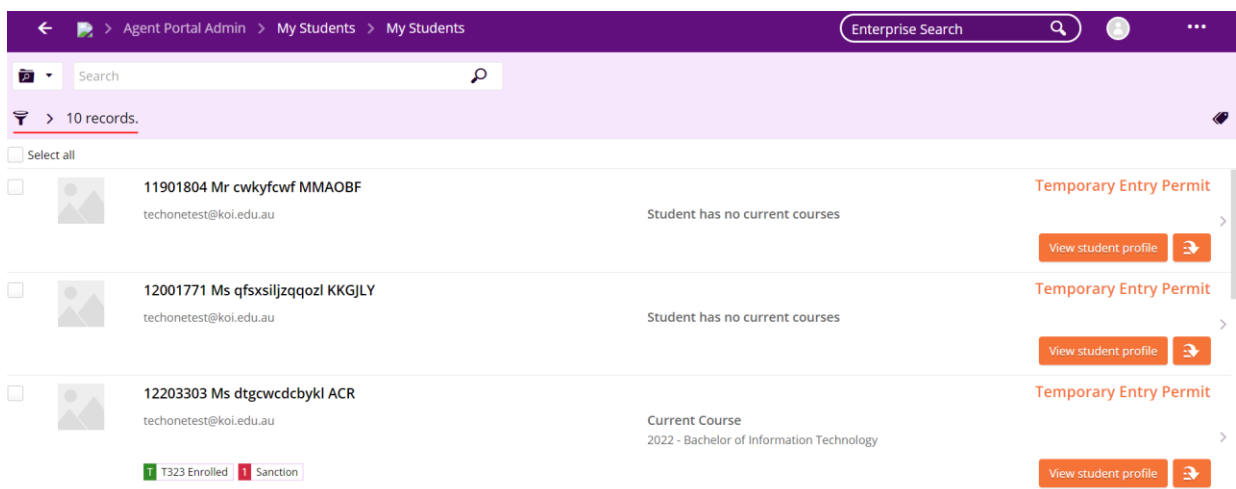 Agent Portal Admin > My Students > My Students
Enterprise Search
Search
> 10 records.
Select all
11901804 Mr cwkyfcwf MMAOBF
Temporary Entry Permit
techonetest@koi.edu.au
Student has no current courses
View student profile
12001771 Ms qfsxsiljzqqozl KKGJLY
Temporary Entry Permit
techonetest@koi.edu.au
Student has no current courses
View student profile
12203303 Ms dtgcwcdcbykl ACR
Temporary Entry Permit
techonetest@koi.edu.au
Current Course
2022 - Bachelor of Information Technology
T T323 Enrolled 1 Sanction
View student profile